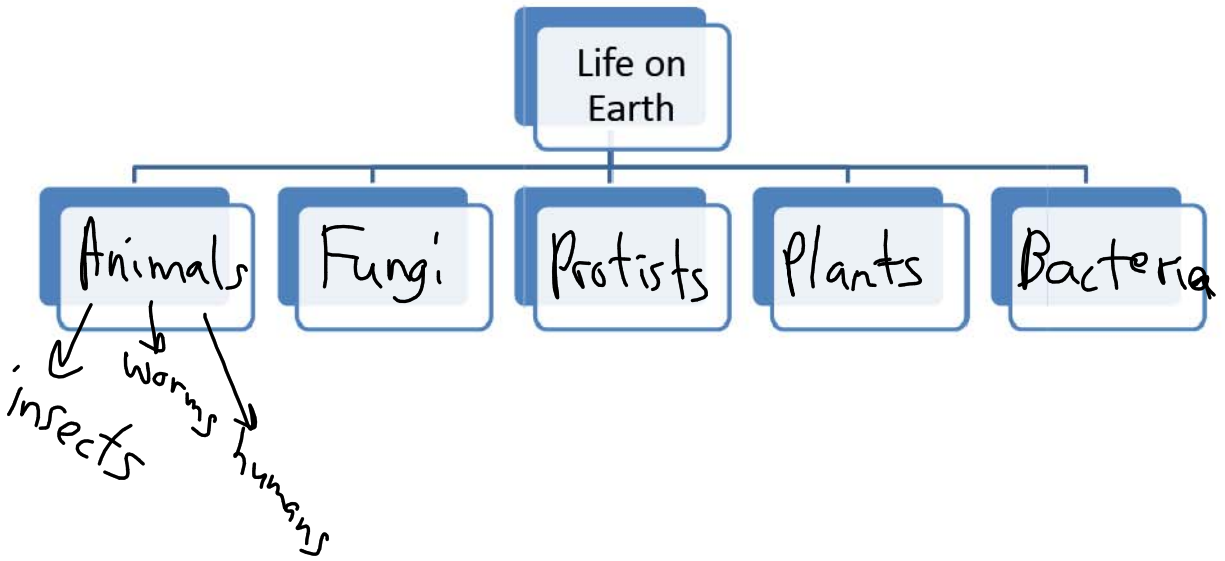 Life on
Earth
Animals
Fungi
Protists
Plants
Bacteria
insects
worms
humans